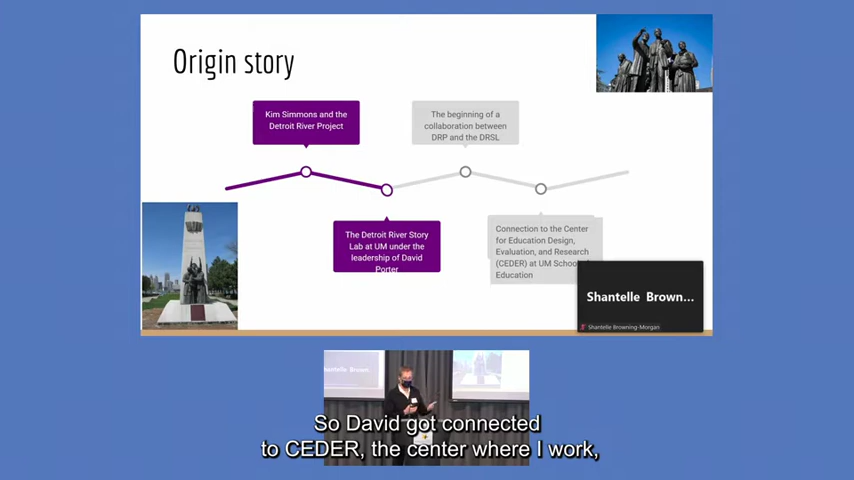 Origin story
Kim Simmons and the
Detroit River Project
The beginning of a
collaboration between
DRP and the DRSL
The Detroit River Story
Lab at UM under the
leadership of David
Porter
Connection to the Center
for Education Design,
Evaluation, and Research
(CEDER) at UM School
Education
Shantelle Brown...
Shantelle Browning-Morgan
hantelle Brown
So David got connected
to CEDER, the center where I work,